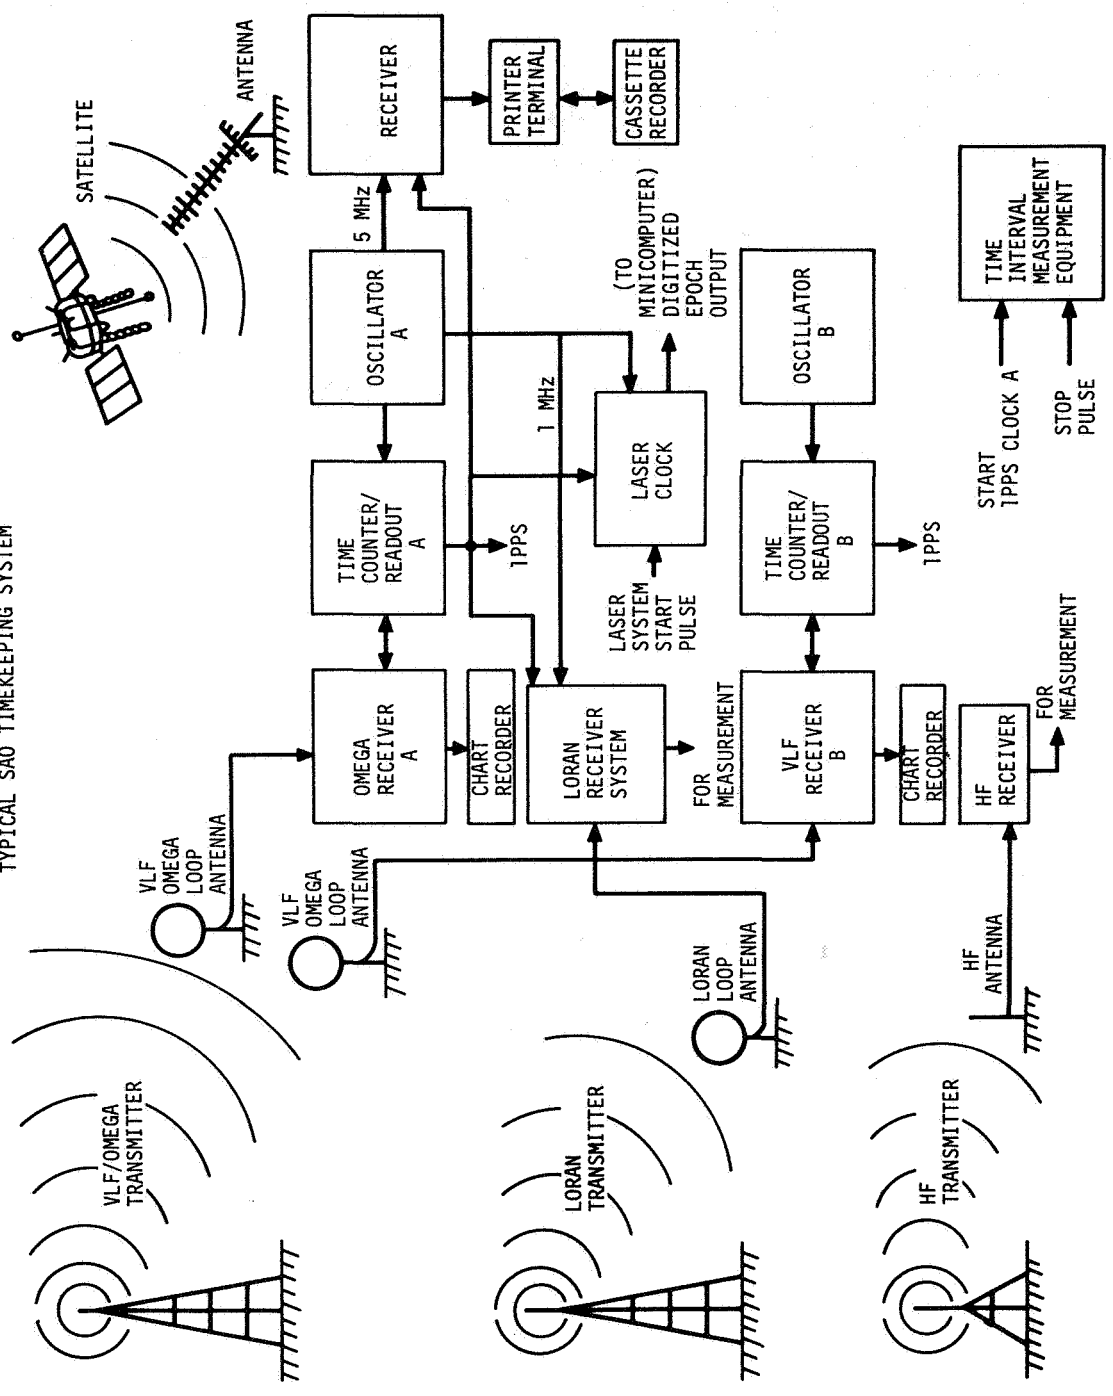 TYPICAL SAO TIMEKEEPING SYSTEM
VLF/OMEGA
TRANSMITTER
VLF
OMEGA
LOOP
ANTENNA
VLF
OMEGA
LOOP
ANTENNA
SATELLITE
ANTENNA
OMEGA
RECEIVER
A
TIME
COUNTER/
READOUT
A
OSCILLATOR
A
5 MHz
RECEIVER
CHART
RECORDER
1PPS
1 MHz
PRINTER
TERMINAL
CASSETTE
RECORDER
LORAN
TRANSMITTER
LORAN
LOOP
ANTENNA
LORAN
RECEIVER
SYSTEM
FOR
MEASUREMENT
LASER
SYSTEM
START
PULSE
LASER
CLOCK
(TO
MINICOMPUTER)
DIGITIZED
EPOCH
OUTPUT
VLF
RECEIVER
B
TIME
COUNTER/
READOUT
B
OSCILLATOR
B
CHART
RECORDER
1PPS
HF
TRANSMITTER
HF
ANTENNA
HF
RECEIVER
FOR
MEASUREMENT
START
1PPS CLOCK A
STOP
PULSE
TIME
INTERVAL
MEASUREMENT
EQUIPMENT